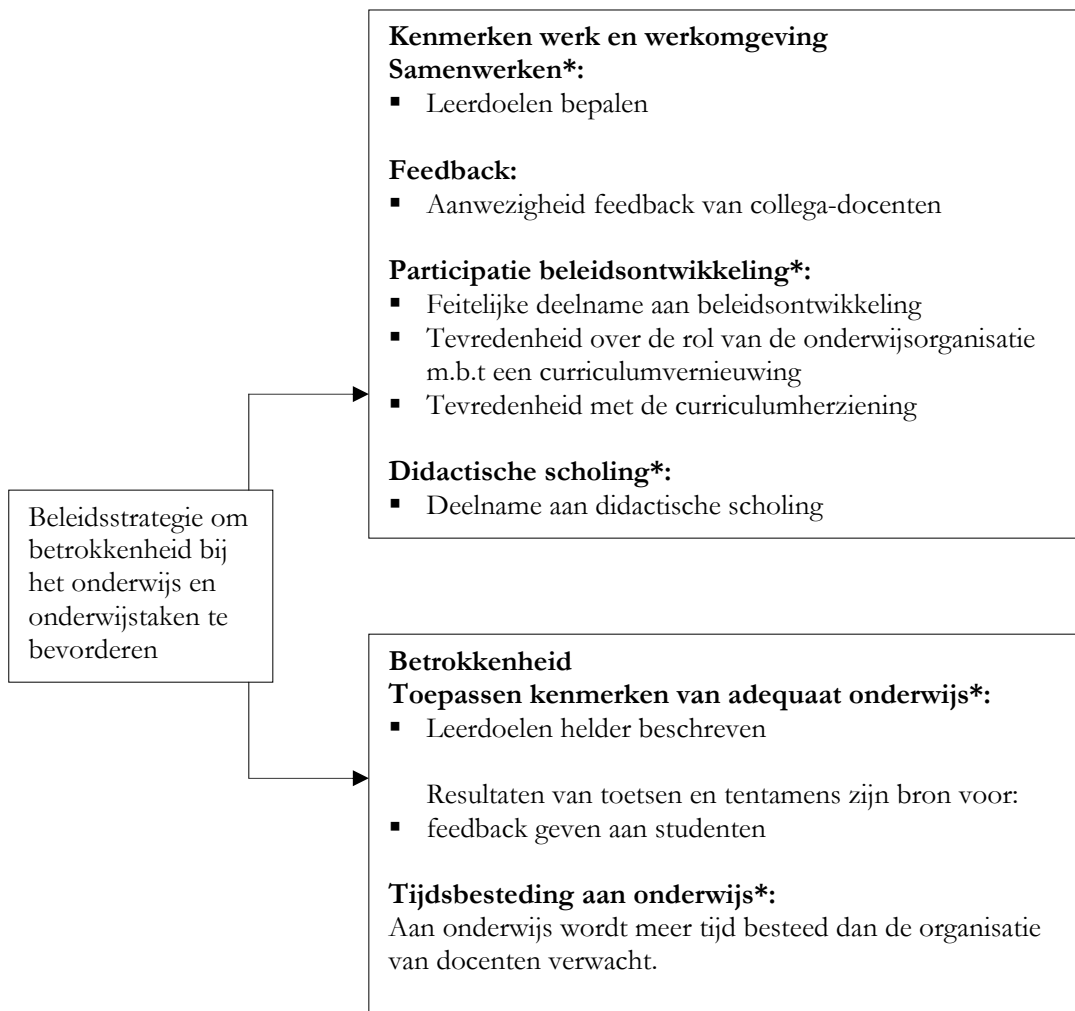 Kenmerken werk en werkomgeving
Samenwerken*:
▪ Leerdoelen bepalen
Feedback:
▪ Aanwezigheid feedback van collega-docenten
Participatie beleidsontwikkeling*:
▪ Feitelijke deelname aan beleidsontwikkeling
▪ Tevredenheid over de rol van de onderwijsorganisatie
m.b.t een curriculumvernieuwing
▪ Tevredenheid met de curriculumherziening
Didactische scholing*:
▪ Deelname aan didactische scholing
Beleidsstrategie om
betrokkenheid bij
het onderwijs en
onderwijstaken te
bevorderen
Betrokkenheid
Toepassen kenmerken van adequaat onderwijs*:
▪ Leerdoelen helder beschreven
Resultaten van toetsen en tentamens zijn bron voor:
▪ feedback geven aan studenten
Tijdsbesteding aan onderwijs*:
Aan onderwijs wordt meer tijd besteed dan de organisatie
van docenten verwacht.